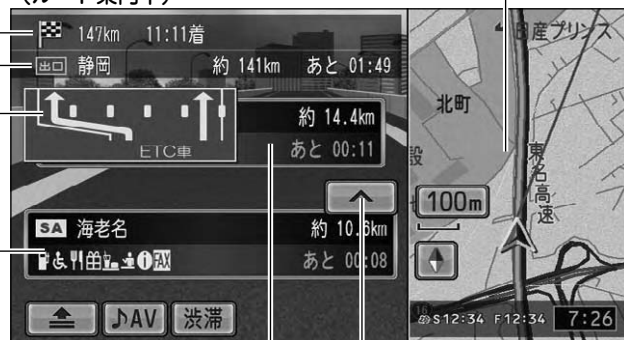 (ルート案内中)
147km 11:11着
出口 静岡 約 141km あと 01:49
約 14.4km
あと 00:11
ETC車
SA 海老名 約 10.6km
FAX あと 00:08
AV 渋滞
日産プリンス
北町
設
東名高速
100m
S12:34 F12:34 7:26